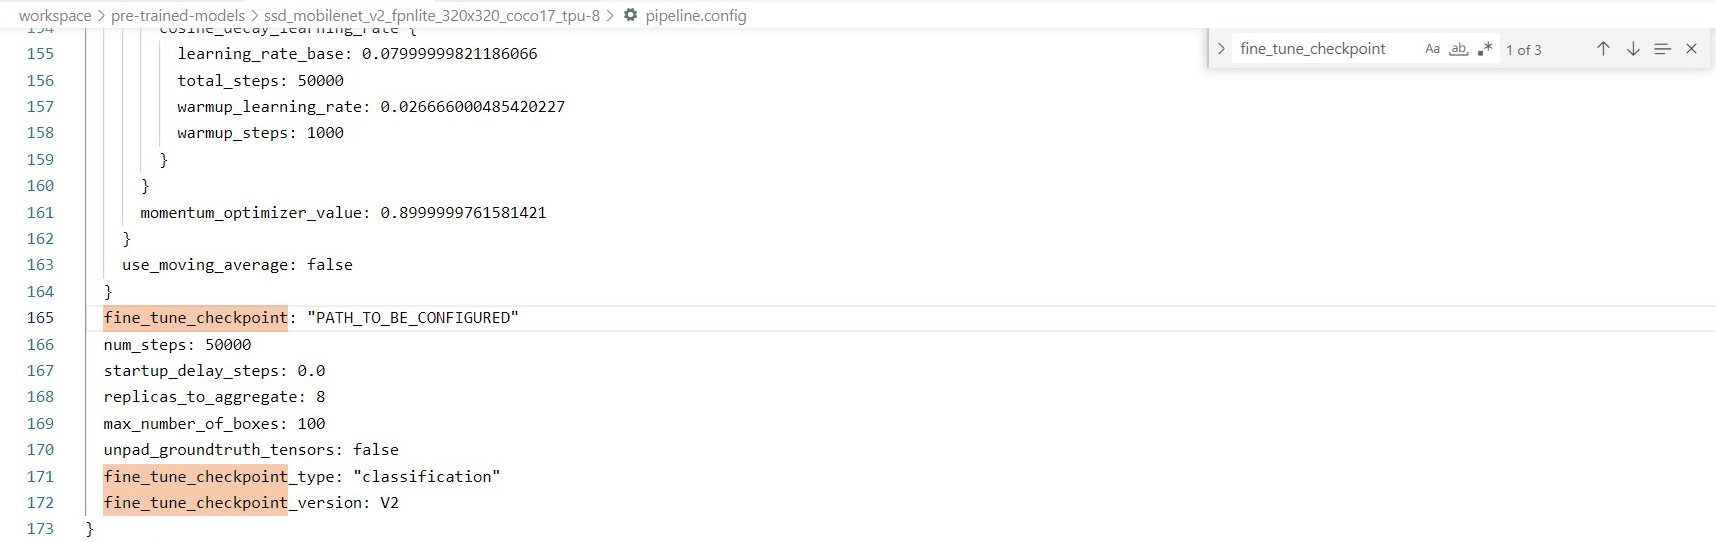 workspace > pre-trained-models > ssd_mobilenet_v2_fpnlite_320x320_coco17_tpu-8 > pipeline.config
fine_tune_checkpoint Aa ab .* 1 of 3
154 cosine_decay_learning_rate {
155 learning_rate_base: 0.07999999821186066
156 total_steps: 50000
157 warmup_learning_rate: 0.026666000485420227
158 warmup_steps: 1000
159 }
160 }
161 momentum_optimizer_value: 0.8999999761581421
162 }
163 use_moving_average: false
164 }
165 fine_tune_checkpoint: "PATH_TO_BE_CONFIGURED"
166 num_steps: 50000
167 startup_delay_steps: 0.0
168 replicas_to_aggregate: 8
169 max_number_of_boxes: 100
170 unpad_groundtruth_tensors: false
171 fine_tune_checkpoint_type: "classification"
172 fine_tune_checkpoint_version: V2
173 }